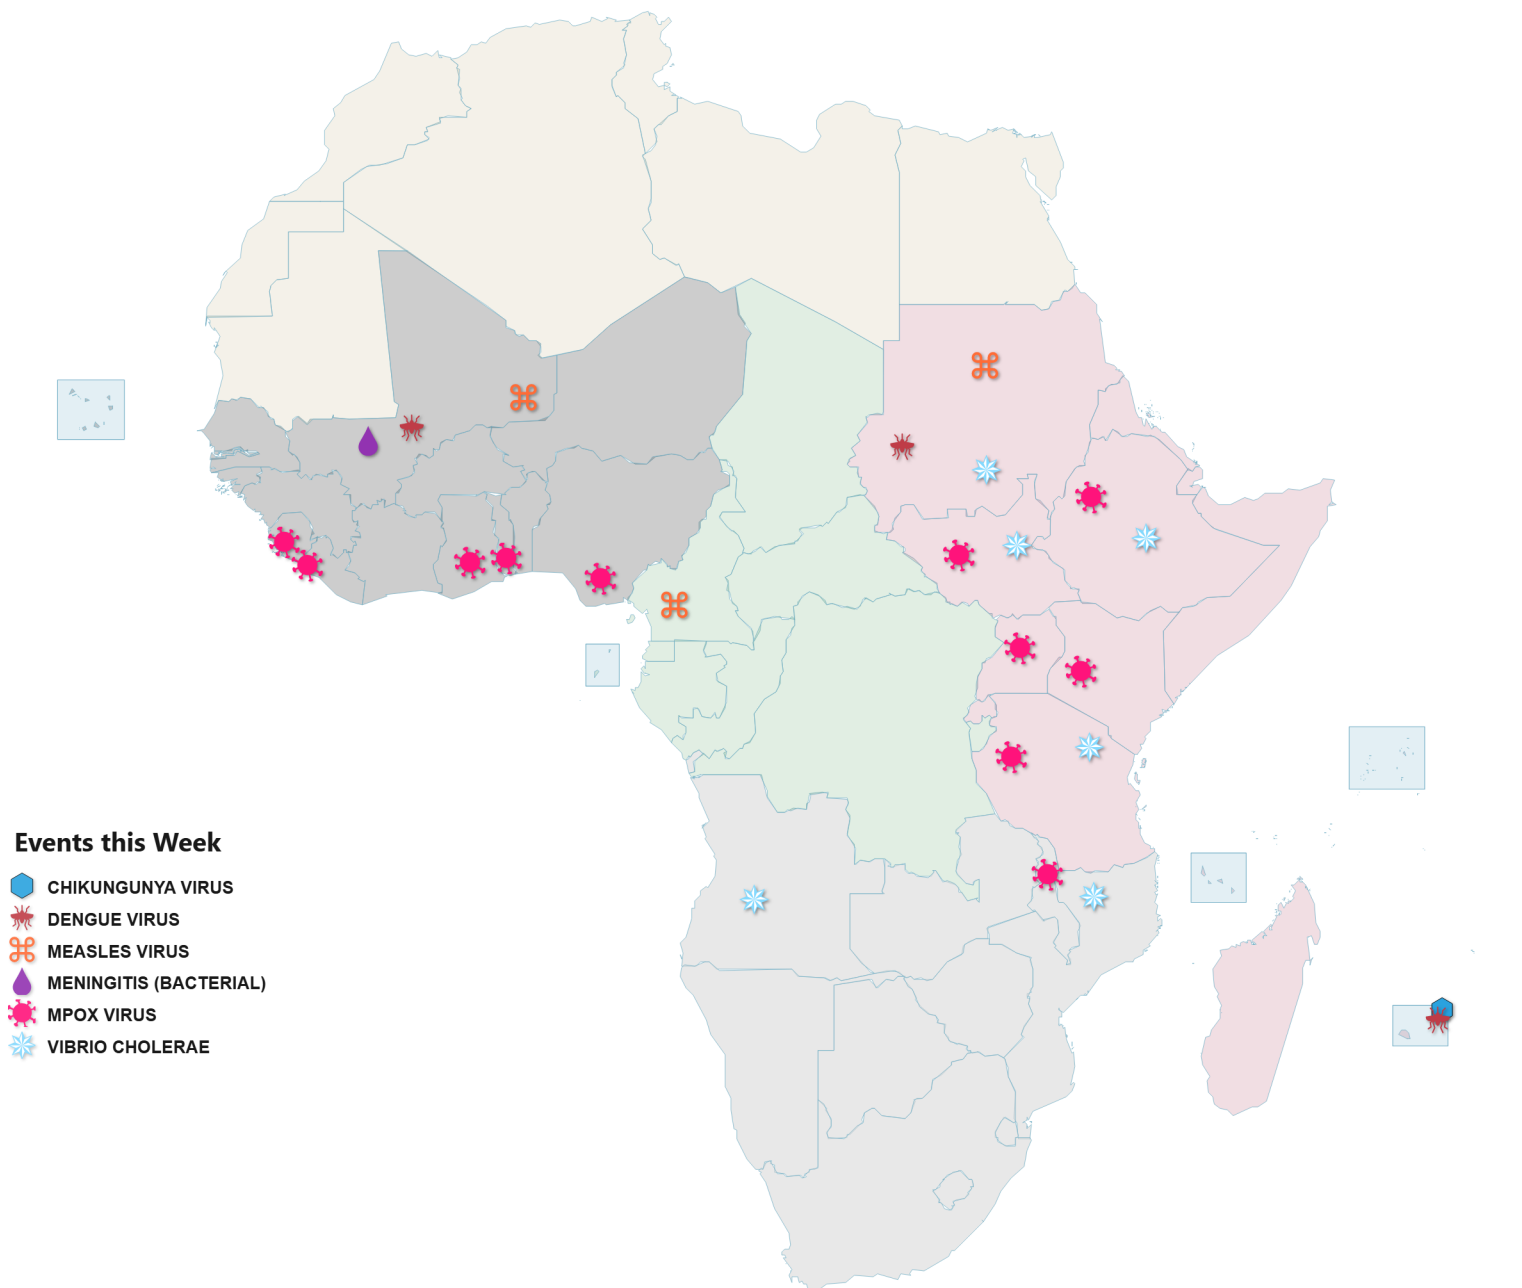 Events this Week
CHIKUNGUNYA VIRUS
DENGUE VIRUS
MEASLES VIRUS
MENINGITIS (BACTERIAL)
MPOX VIRUS
VIBRIO CHOLERAE